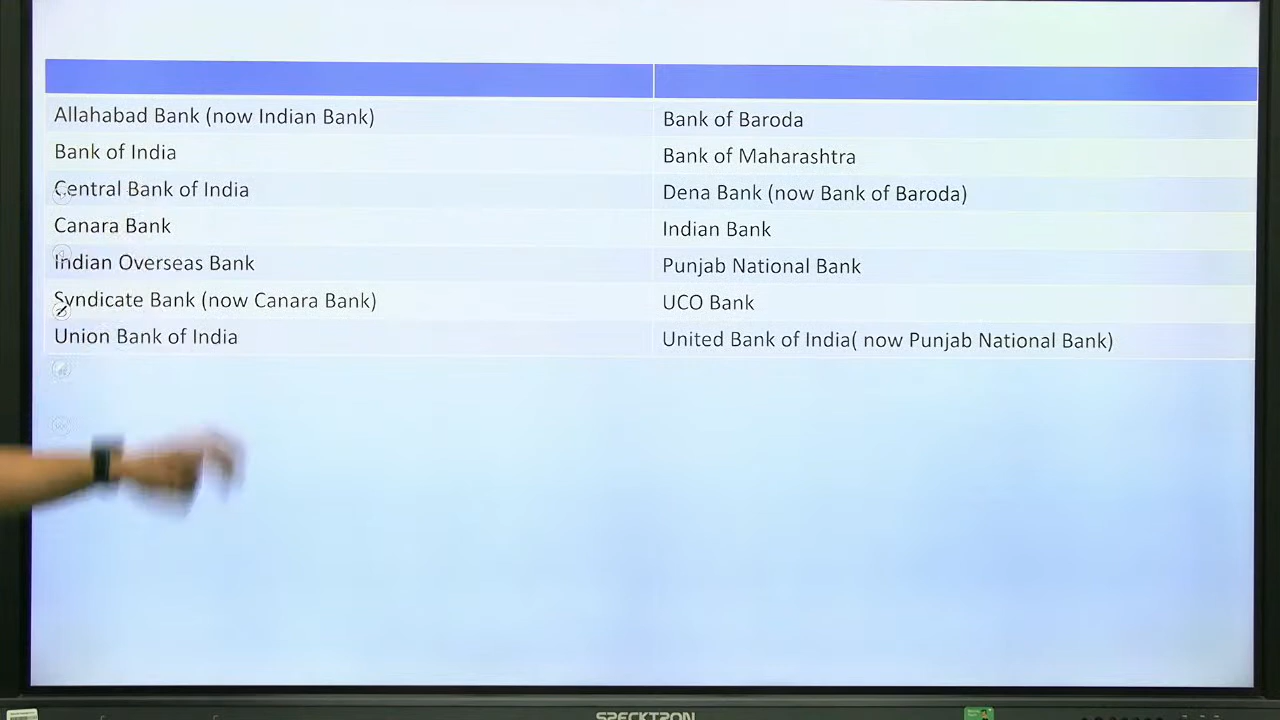 Allahabad Bank (now Indian Bank) Bank of Baroda
Bank of India Bank of Maharashtra
Central Bank of India Dena Bank (now Bank of Baroda)
Canara Bank Indian Bank
Indian Overseas Bank Punjab National Bank
Syndicate Bank (now Canara Bank) UCO Bank
Union Bank of India United Bank of India( now Punjab National Bank)
SPECKTRON